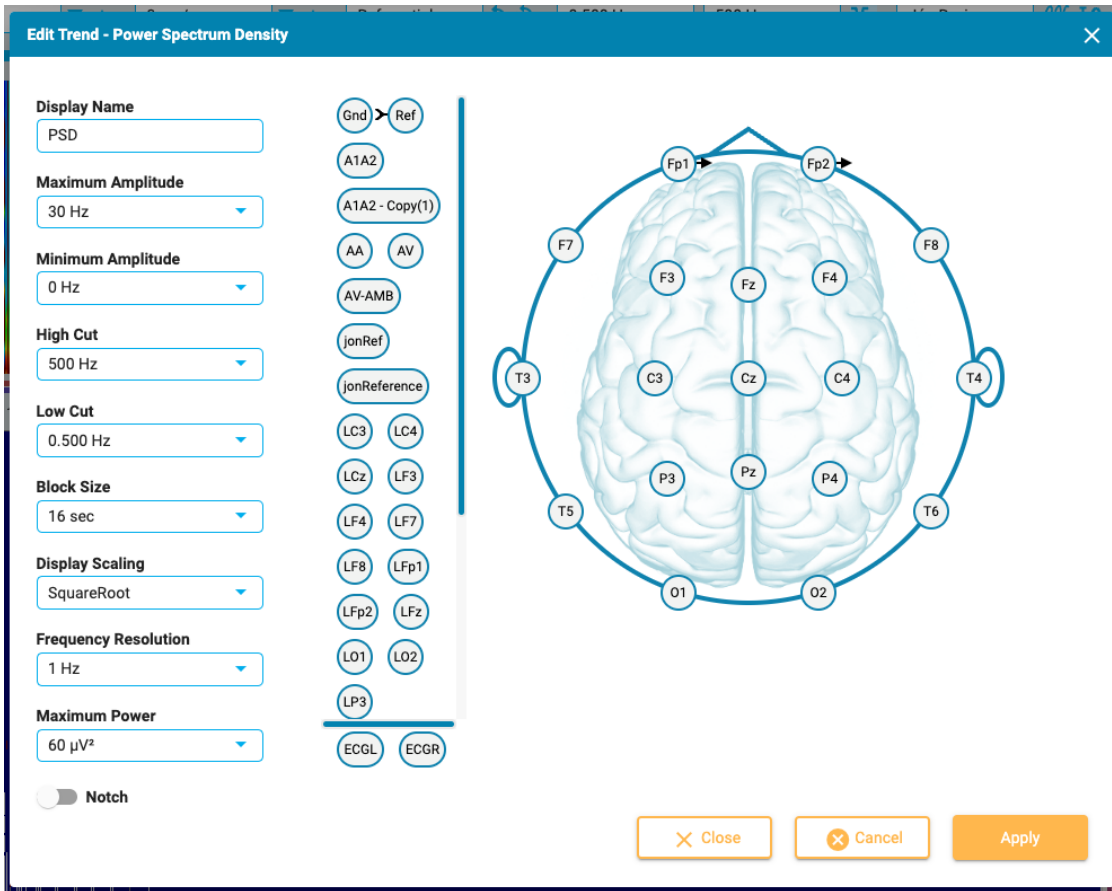 Edit Trend - Power Spectrum Density
Display Name
PSD
Maximum Amplitude
30 Hz
Minimum Amplitude
0 Hz
High Cut
500 Hz
Low Cut
0.500 Hz
Block Size
16 sec
Display Scaling
SquareRoot
Frequency Resolution
1 Hz
Maximum Power
60 µV²
Notch
Gnd Ref
A1A2
A1A2 - Copy(1)
AA AV
AV-AMB
jonRef
jonReference
LC3 LC4
LCz LF3
LF4 LF7
LF8 LFp1
LFp2 LFz
LO1 LO2
LP3
ECGL ECGR
Fp1 Fp2
F7 F8
F3 Fz F4
T3 C3 Cz C4 T4
P3 Pz P4
T5 T6
O1 O2
Close Cancel Apply